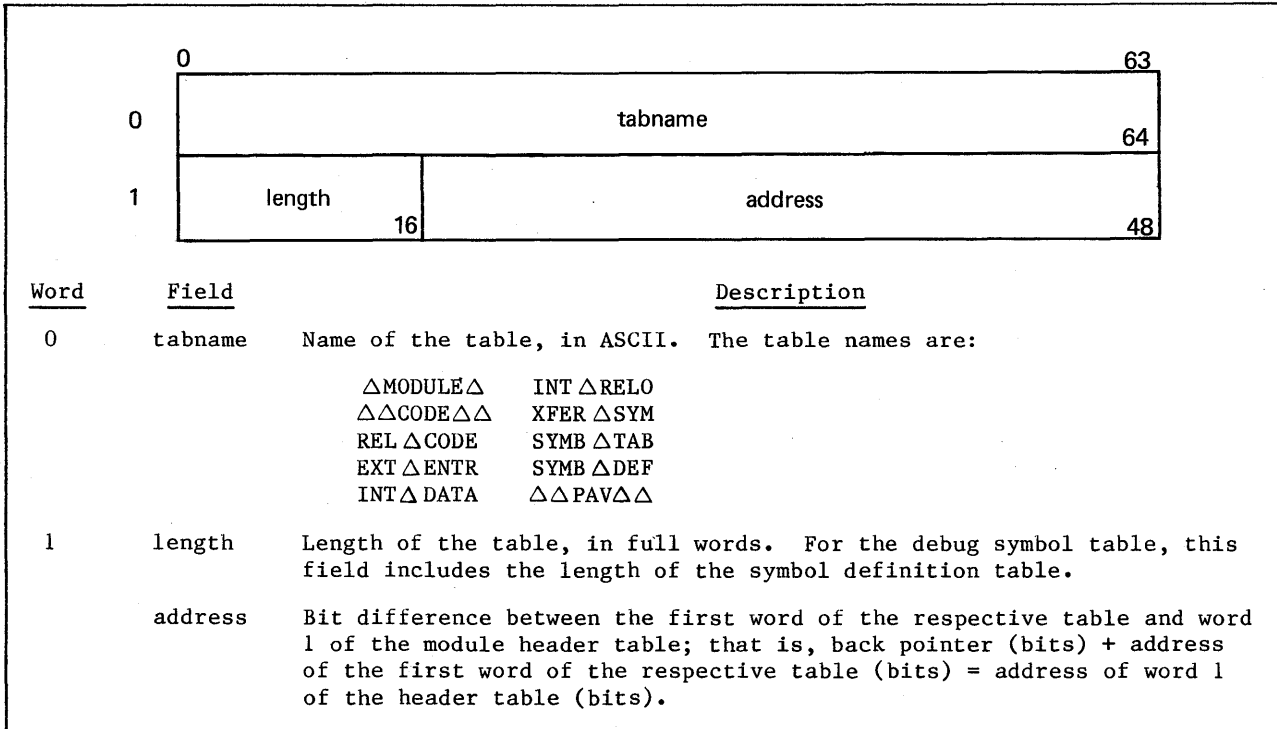 0 63
0 tabname 64
1 length 16 address 48
Word Field Description
0 tabname Name of the table, in ASCII. The table names are:
△MODULE△ INT △RELO
△△CODE△△ XFER △SYM
REL △CODE SYMB △TAB
EXT △ENTR SYMB △DEF
INT△ DATA △△PAV△△
1 length Length of the table, in full words. For the debug symbol table, this
field includes the length of the symbol definition table.
address Bit difference between the first word of the respective table and word
1 of the module header table; that is, back pointer (bits) + address
of the first word of the respective table (bits) = address of word 1
of the header table (bits).